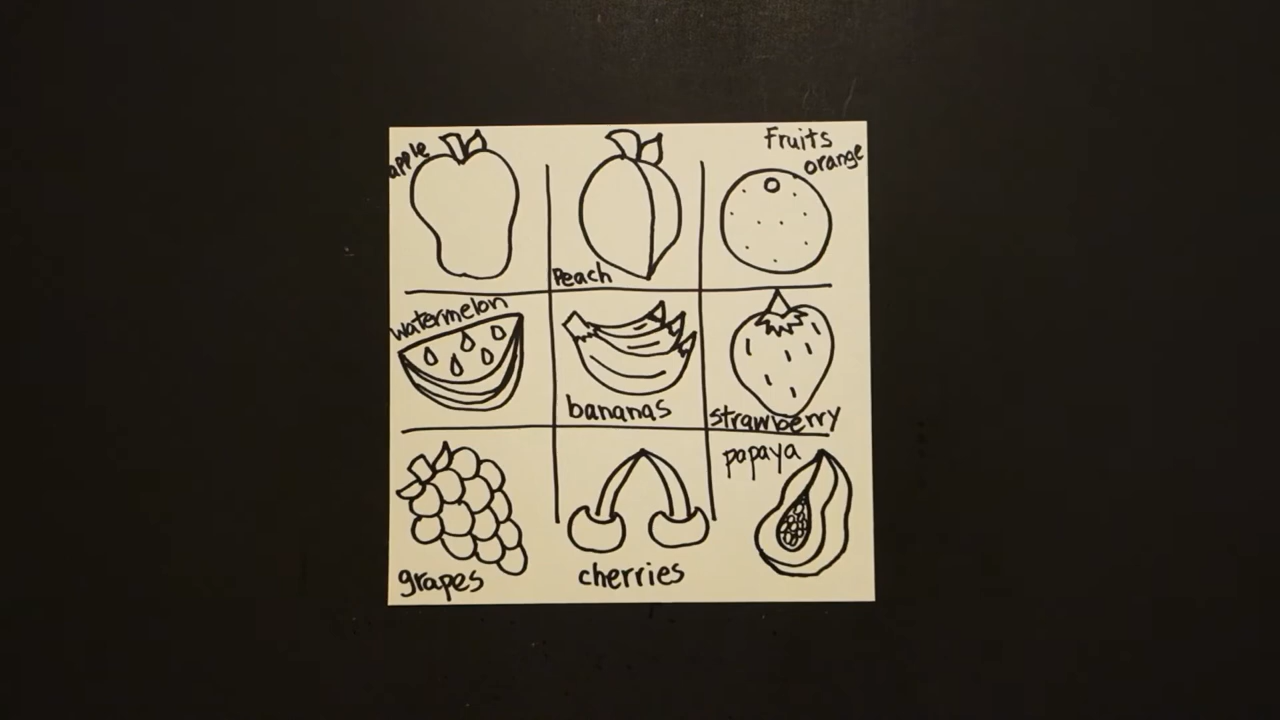 apple
Fruits
orange
Peach
watermelon
bananas
strawberry
grapes
cherries
papaya